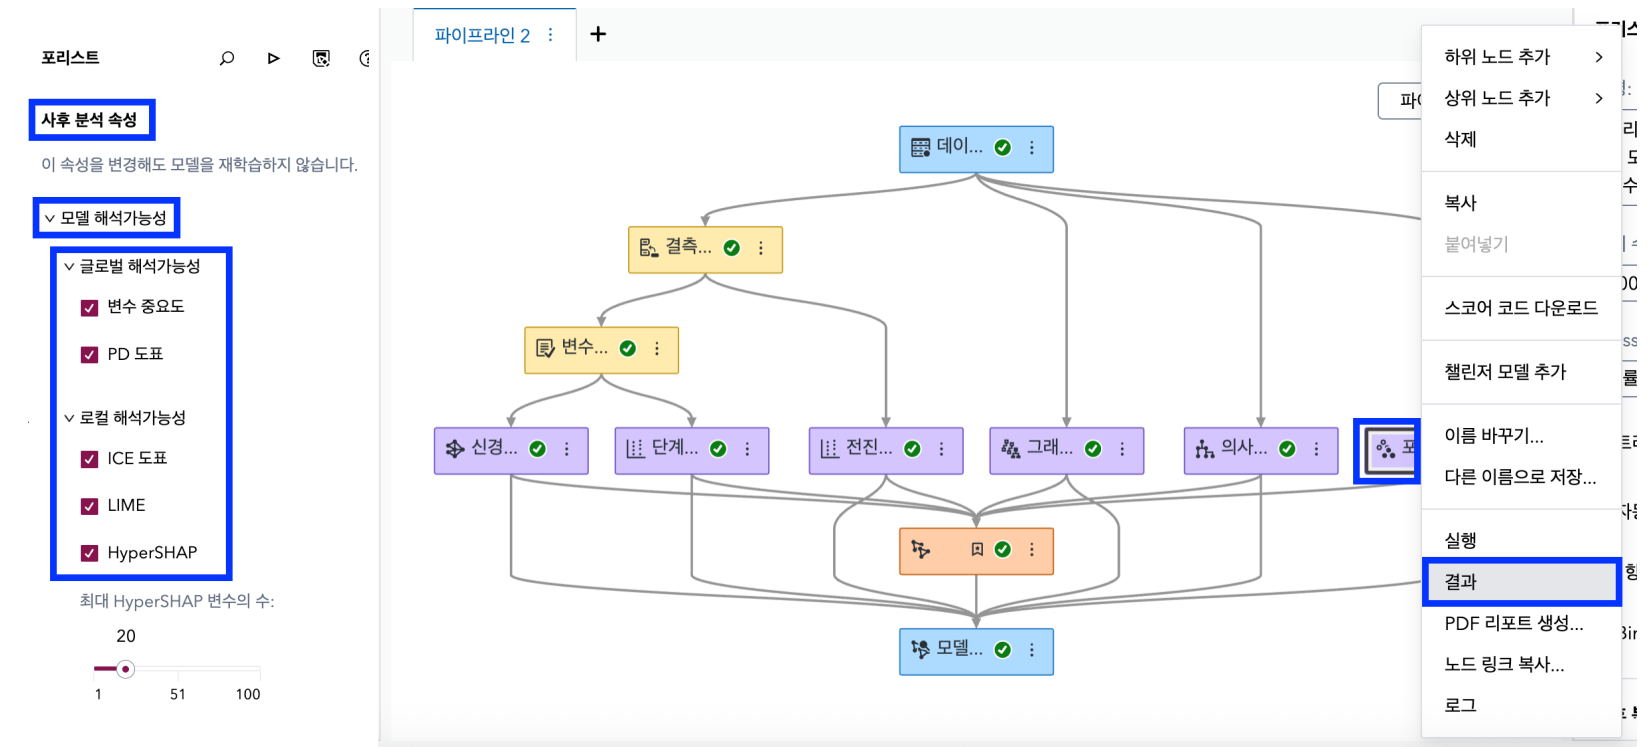 포리스트
사후 분석 속성
이 속성을 변경해도 모델을 재학습하지 않습니다.
모델 해석가능성
글로벌 해석가능성
변수 중요도
PD 도표
로컬 해석가능성
ICE 도표
LIME
HyperSHAP
최대 HyperSHAP 변수의 수:
20
1 51 100
파이프라인 2
데이...
결측...
변수...
신경...
단계...
전진...
그래...
의사...
모델...
하위 노드 추가
상위 노드 추가
삭제
복사
붙여넣기
스코어 코드 다운로드
챌린저 모델 추가
이름 바꾸기...
다른 이름으로 저장...
실행
결과
PDF 리포트 생성...
노드 링크 복사...
로그